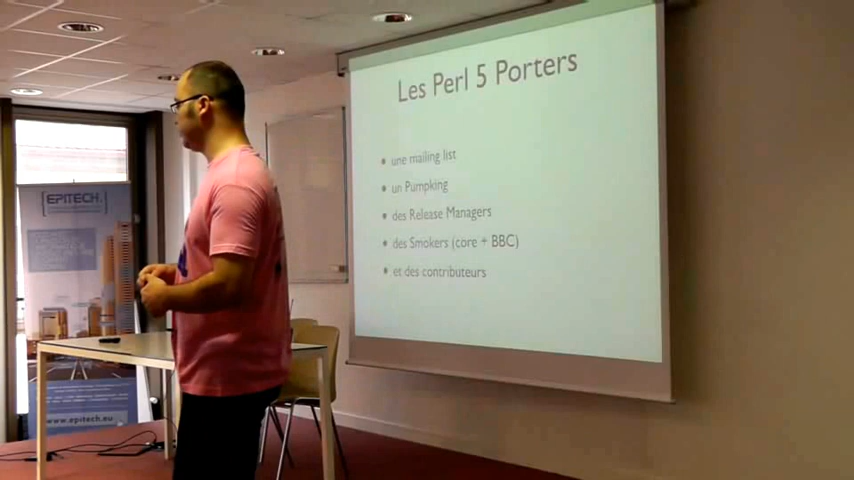 Les Perl 5 Porters
• une mailing list
• un Pumpking
• des Release Managers
• des Smokers (core + BBC)
• et des contributeurs
[EPITECH.]
www.epitech.eu